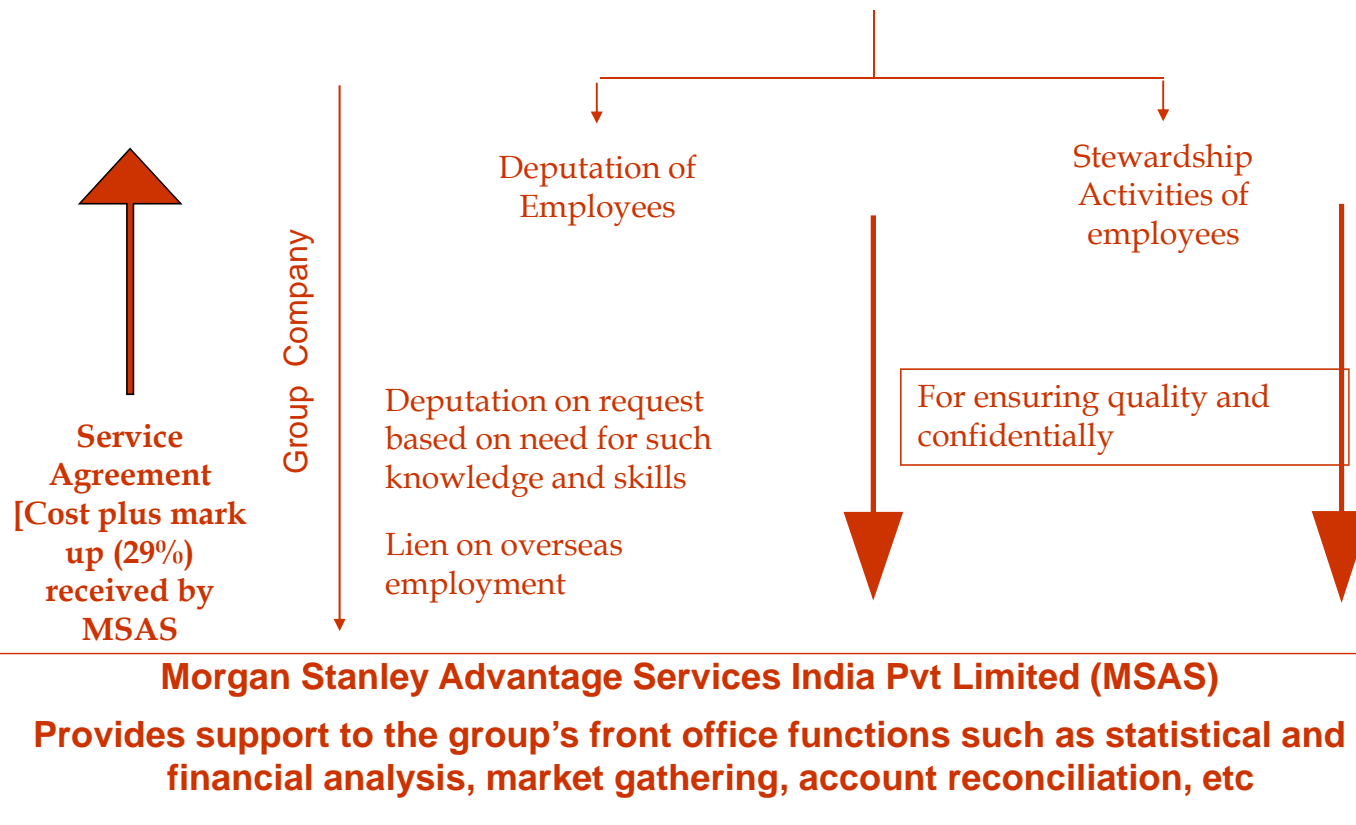 Deputation of
Employees
Stewardship
Activities of
employees
Group Company
Service
Agreement
[Cost plus mark
up (29%)
received by
MSAS
Deputation on request
based on need for such
knowledge and skills
Lien on overseas
employment
For ensuring quality and
confidentially
Morgan Stanley Advantage Services India Pvt Limited (MSAS)
Provides support to the group’s front office functions such as statistical and
financial analysis, market gathering, account reconciliation, etc